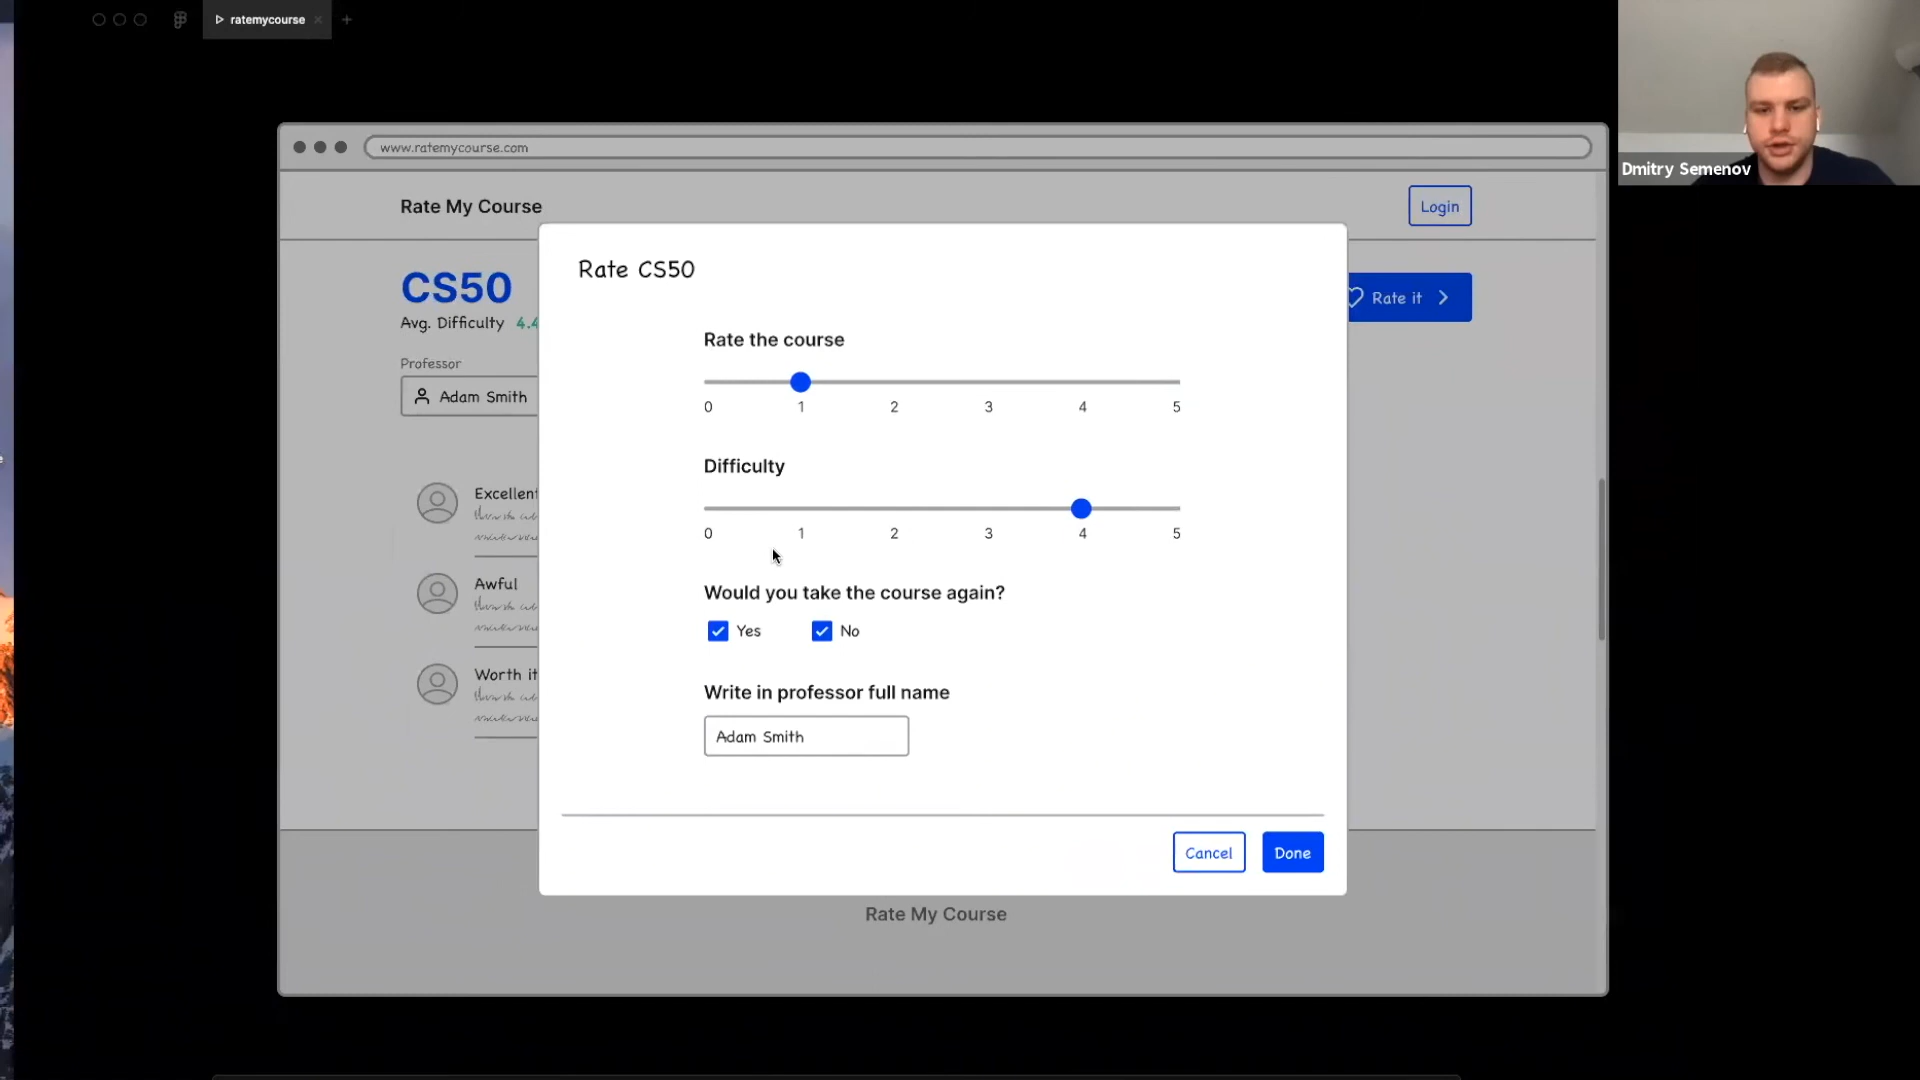 ratemycourse
www.ratemycourse.com
Dmitry Semenov
Rate My Course
Login
CS50
Avg. Difficulty 4.4
Rate it
Professor
Adam Smith
Rate CS50
Rate the course
0 1 2 3 4 5
Difficulty
0 1 2 3 4 5
Would you take the course again?
Yes No
Write in professor full name
Adam Smith
Cancel Done
Excellent
Awful
Worth it
Rate My Course